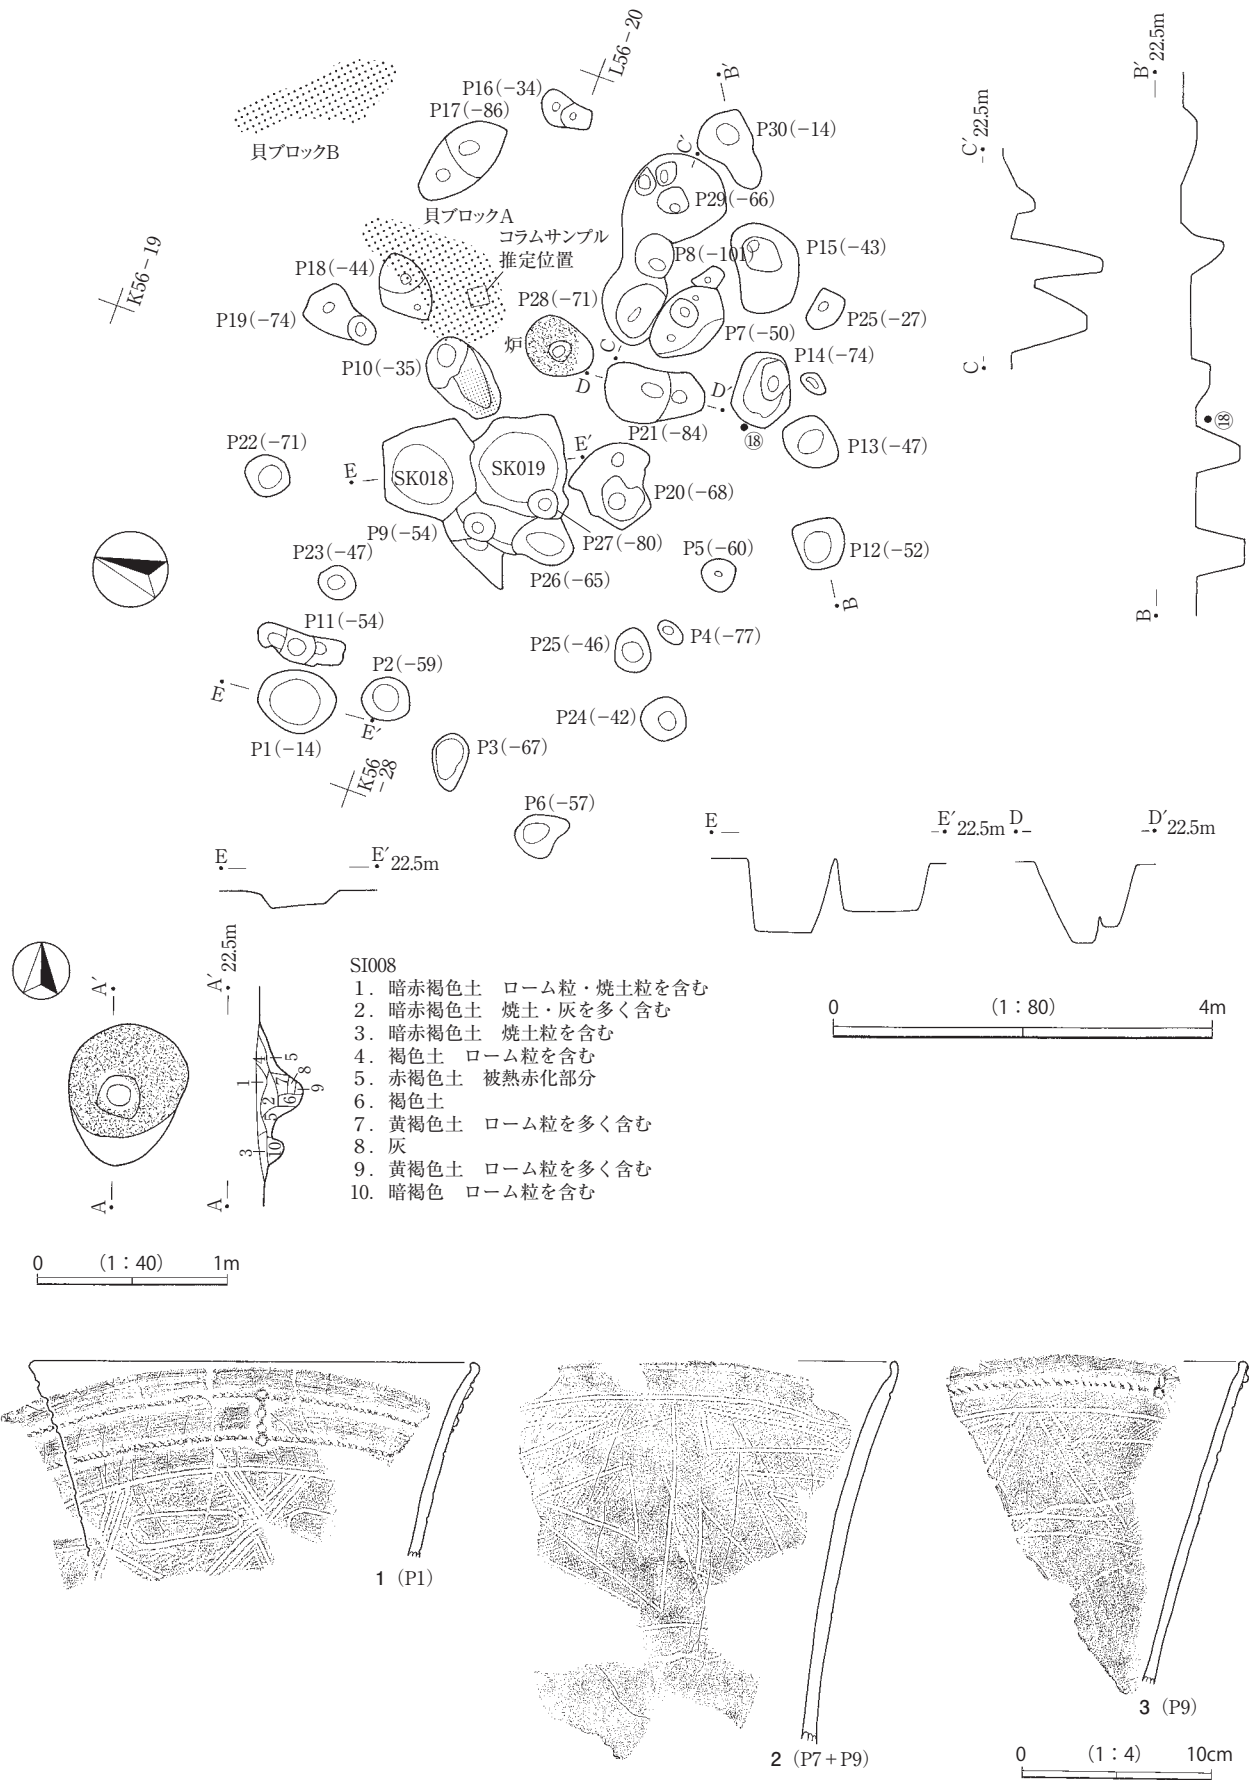 L56-20
B′
P16(-34)
P17(-86)
P30(-14)
貝ブロックB
C′
P29(-66)
貝ブロックA
コラムサンプル
推定位置
P8(-101)
P15(-43)
K56-19
P18(-44)
P28(-71)
P19(-74)
炉
P7(-50)
P25(-27)
C
P14(-74)
P10(-35)
D
D′
P21(-84)
⑱
P22(-71)
E
SK018
SK019
E′
P13(-47)
P20(-68)
P9(-54)
P27(-80)
P5(-60)
P12(-52)
P23(-47)
P26(-65)
B
P11(-54)
P25(-46)
P4(-77)
P2(-59)
E
E′
P24(-42)
P1(-14)
P3(-67)
K56
-28
P6(-57)
C′ 22.5m
C
B′ 22.5m
⑱
B
E
E′ 22.5m
E
E′ 22.5m
D
D′ 22.5m
0 (1：80) 4m
A′
A
A′ 22.5m
A
1
2
3
4
5
5
6
7
8
9
10
SI008
1. 暗赤褐色土 ローム粒・焼土粒を含む
2. 暗赤褐色土 焼土・灰を多く含む
3. 暗赤褐色土 焼土粒を含む
4. 褐色土 ローム粒を含む
5. 赤褐色土 被熱赤化部分
6. 褐色土
7. 黄褐色土 ローム粒を多く含む
8. 灰
9. 黄褐色土 ローム粒を多く含む
10. 暗褐色 ローム粒を含む
0 (1：40) 1m
1 (P1)
2 (P7+P9)
3 (P9)
0 (1：4) 10cm